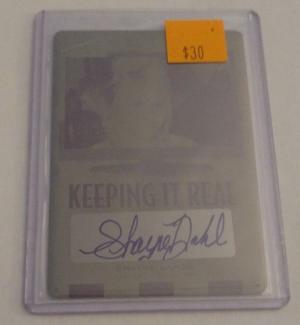 $30
KEEPING IT REAL
Shayne Dahl